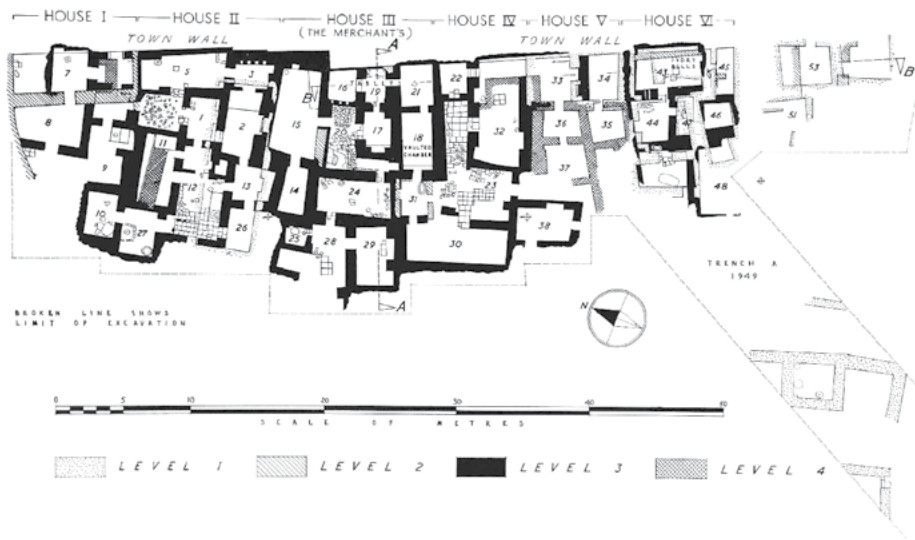 HOUSE I
HOUSE II
HOUSE III
HOUSE IV
HOUSE V
HOUSE VI
(THE MERCHANT'S)
TOWN WALL
TOWN WALL
A
7
5
3
16
19
21
22
33
34
43
45
53
B
B
8
1
2
15
20
17
18
VAULTED
CHAMBER
32
36
35
44
47
46
51
11
9
12
13
14
24
31
23
37
48
10
27
26
25
28
29
30
38
A
TRENCH A
1949
BROKEN LINE SHOWS
LIMIT OF EXCAVATION
N
0 5 10 20 30 40
SCALE OF METRES
LEVEL 1
LEVEL 2
LEVEL 3
LEVEL 4